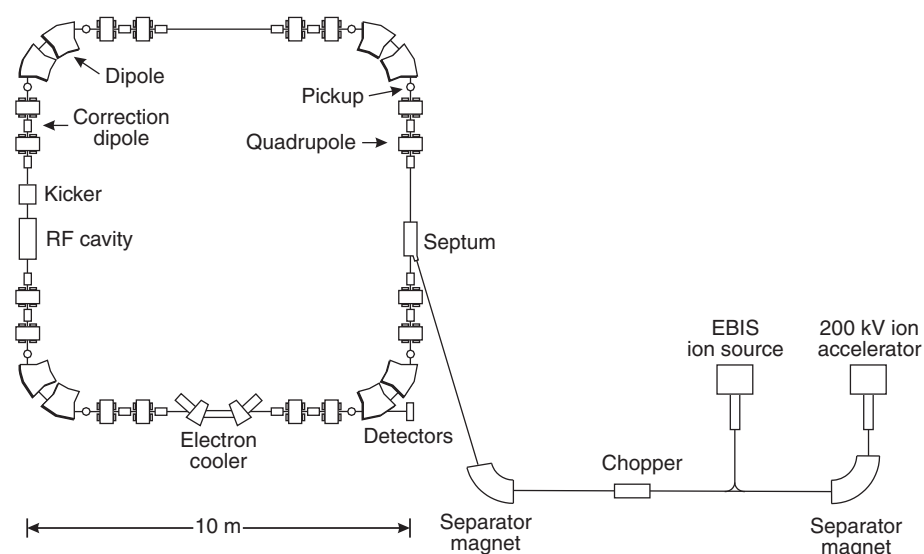 Dipole
Pickup
Correction
dipole
Quadrupole
Kicker
RF cavity
Septum
EBIS
ion source
200 kV ion
accelerator
Electron
cooler
Detectors
Chopper
10 m
Separator
magnet
Separator
magnet